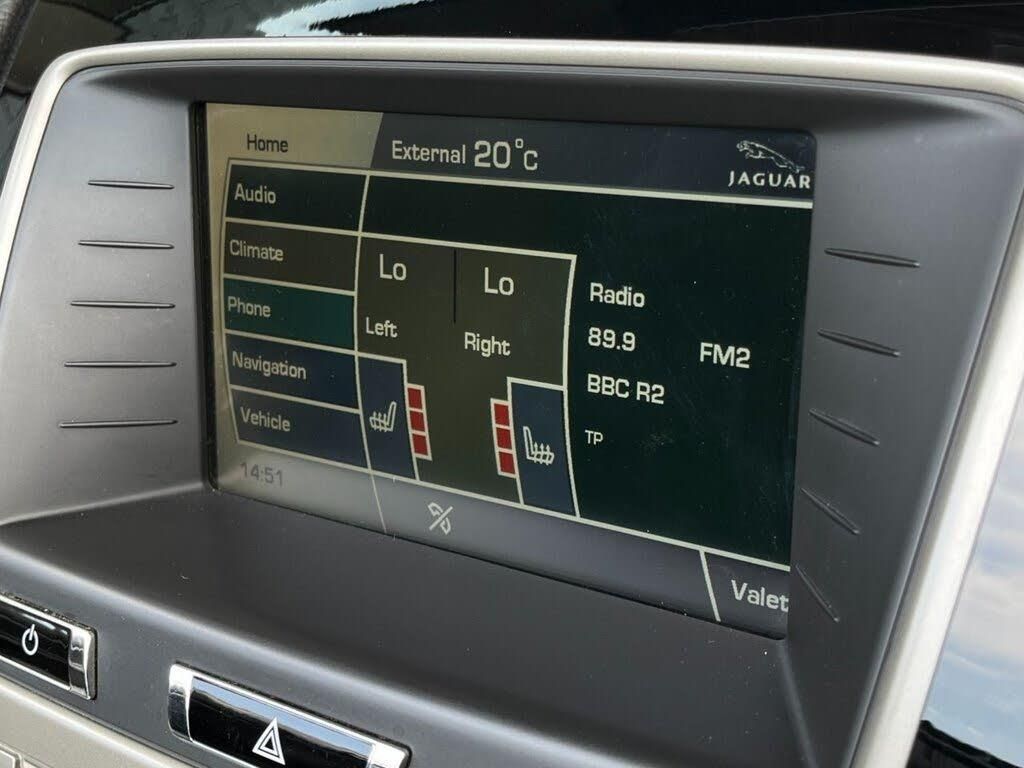 Home
External 20°C
JAGUAR
Audio
Climate
Phone
Navigation
Vehicle
14:51
Lo
Lo
Left
Right
Radio
89.9
FM2
BBC R2
TP
Valet